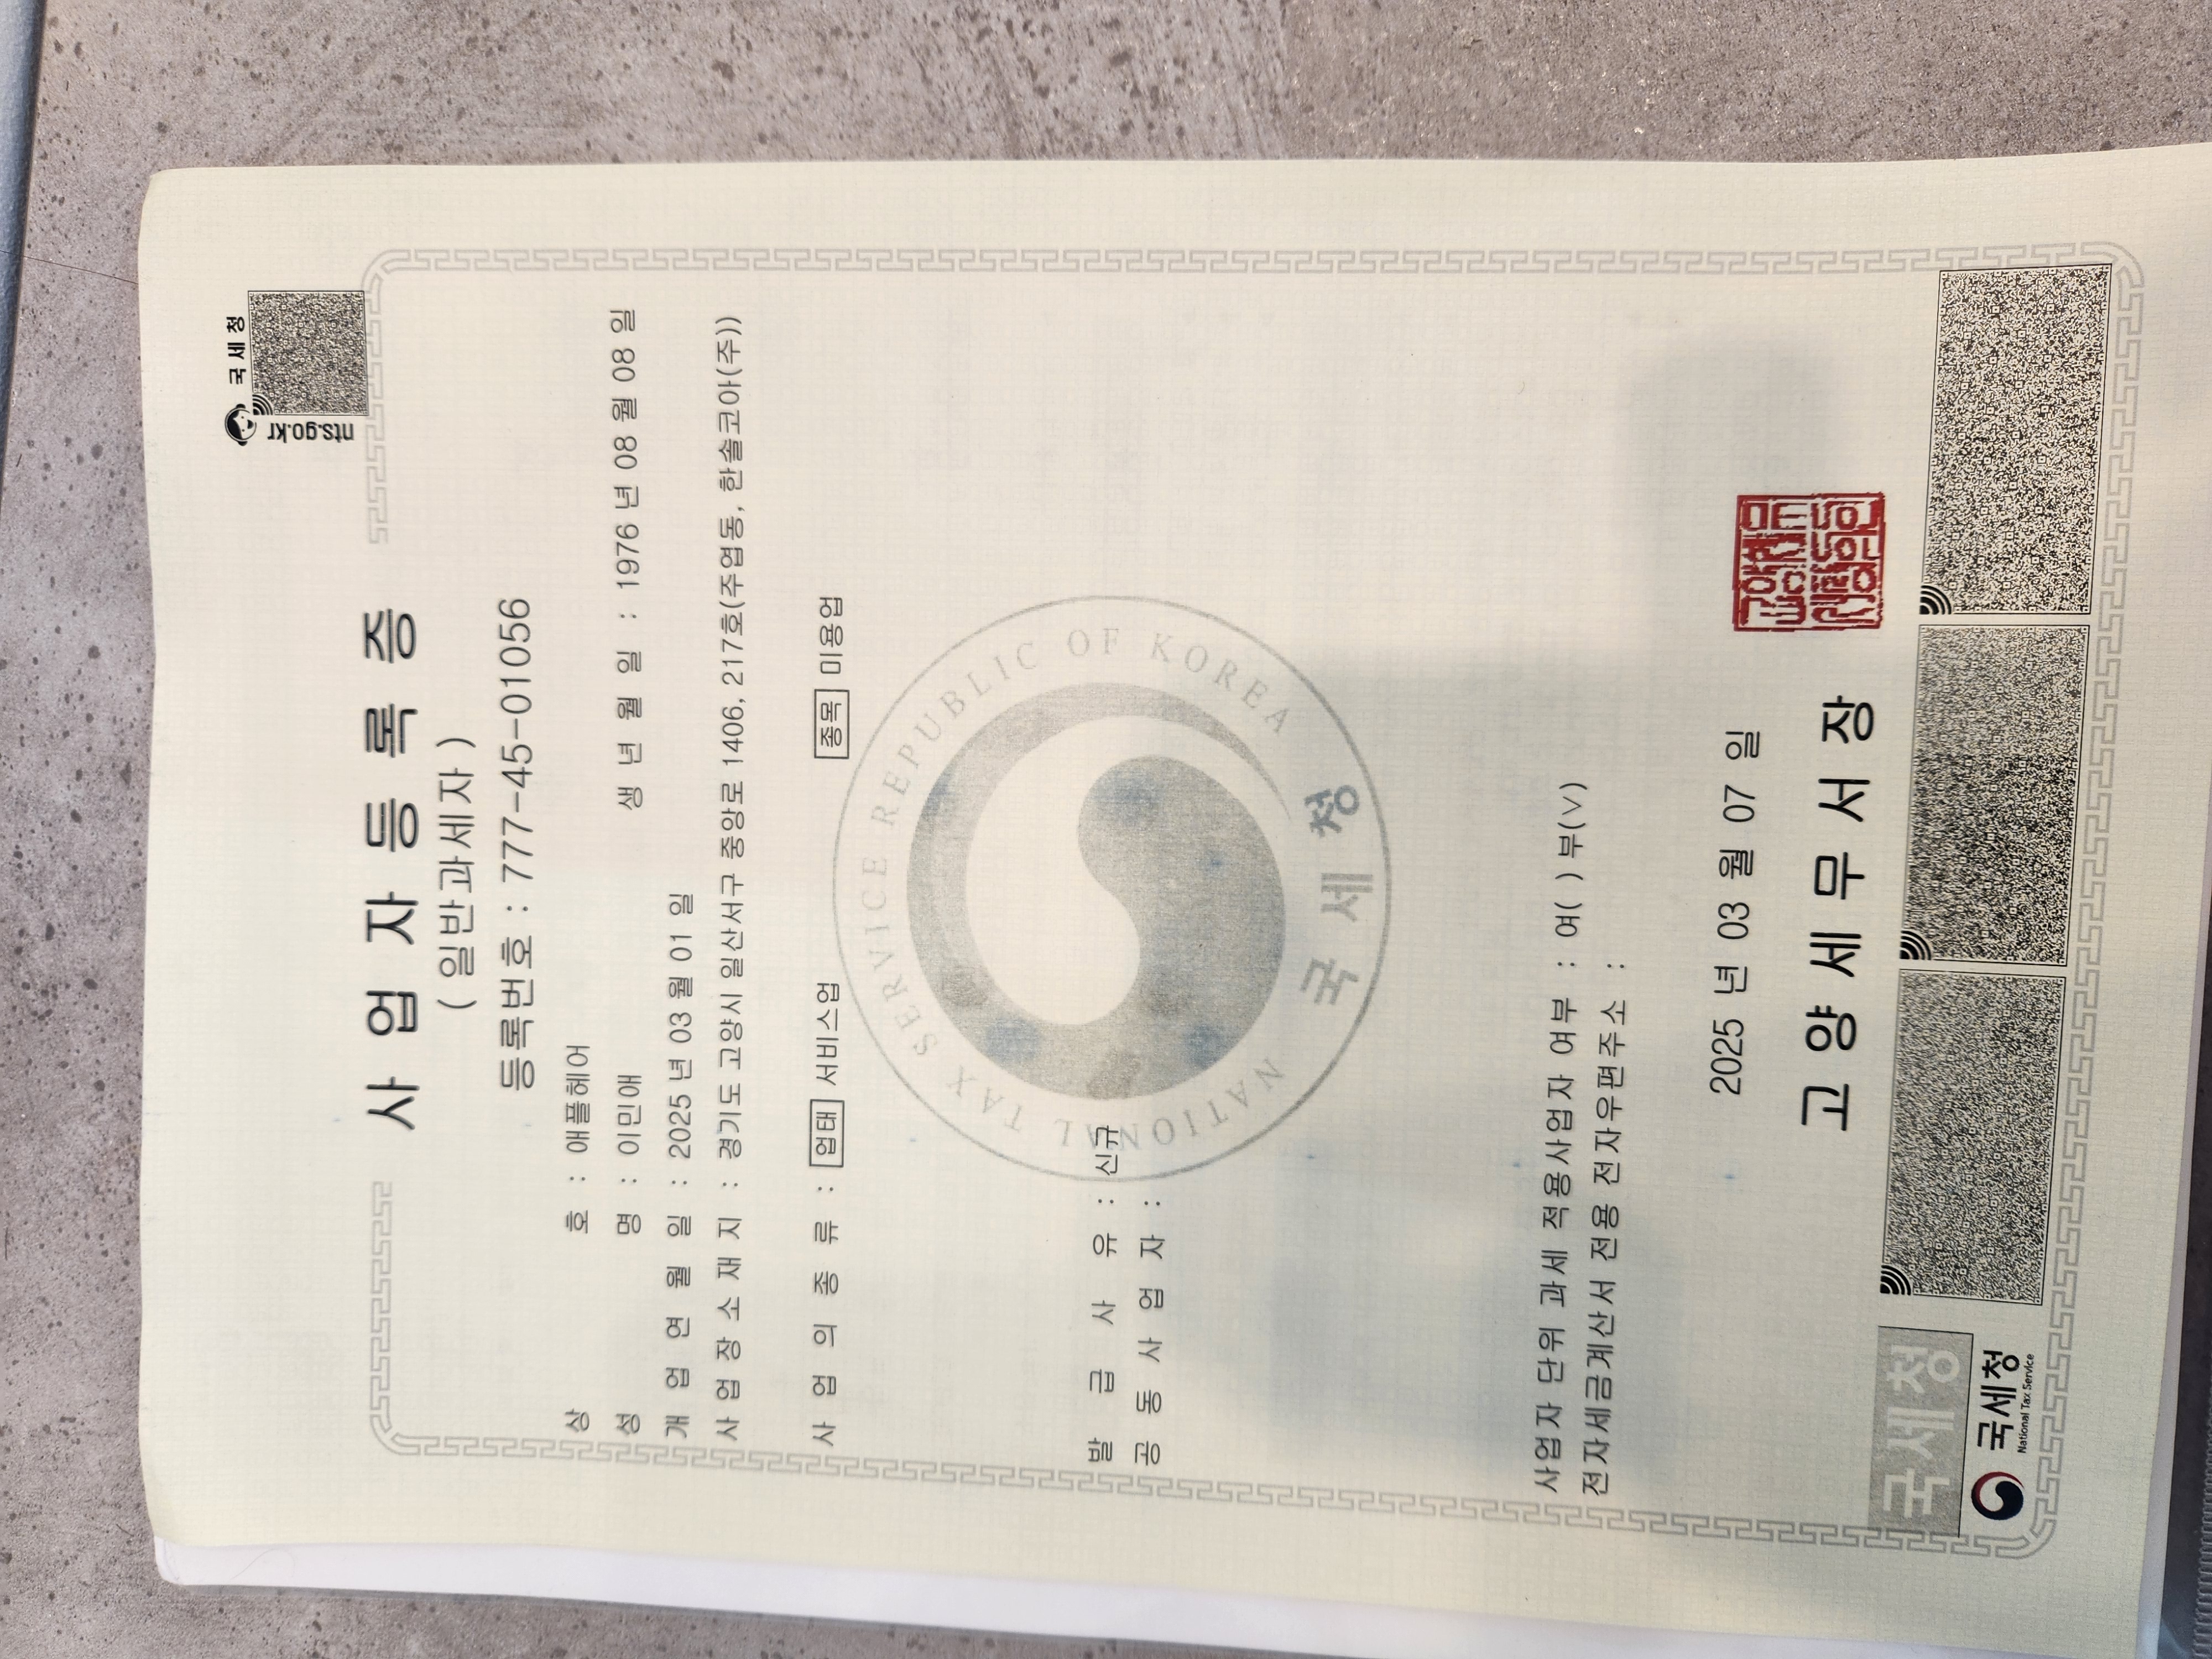 국세청
nts.go.kr
사업자등록증
( 일반과세자 )
등록번호 : 777-45-01056
상 호 : 애플헤어
성 명 : 이민애 생 년 월 일 : 1976 년 08 월 08 일
개 업 연 월 일 : 2025 년 03 월 01 일
사 업 장 소 재 지 : 경기도 고양시 일산서구 중앙로 1406, 217호(주엽동, 한솔코아(주))
사 업 의 종 류 : 업태 서비스업 종목 미용업
NATIONAL TAX SERVICE REPUBLIC OF KOREA
국세청
발 급 사 유 : 신규
공 동 사 업 자 :
사업자 단위 과세 적용사업자 여부 : 여( ) 부(∨)
전자세금계산서 전용 전자우편주소 :
2025 년 03 월 07 일
고양세무서장
국세청
국세청
National Tax Service